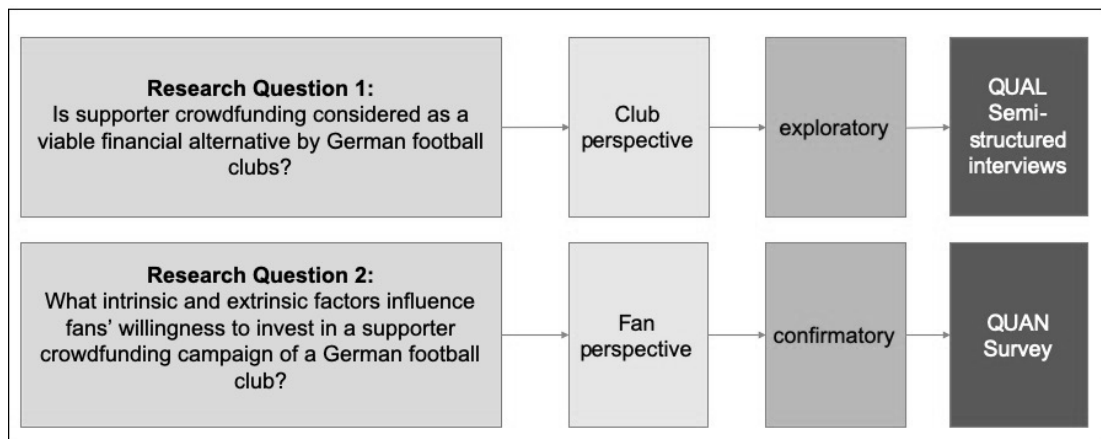 Research Question 1:
Is supporter crowdfunding considered as a
viable financial alternative by German football
clubs?
Club
perspective
exploratory
QUAL
Semi-
structured
interviews
Research Question 2:
What intrinsic and extrinsic factors influence
fans’ willingness to invest in a supporter
crowdfunding campaign of a German football
club?
Fan
perspective
confirmatory
QUAN
Survey